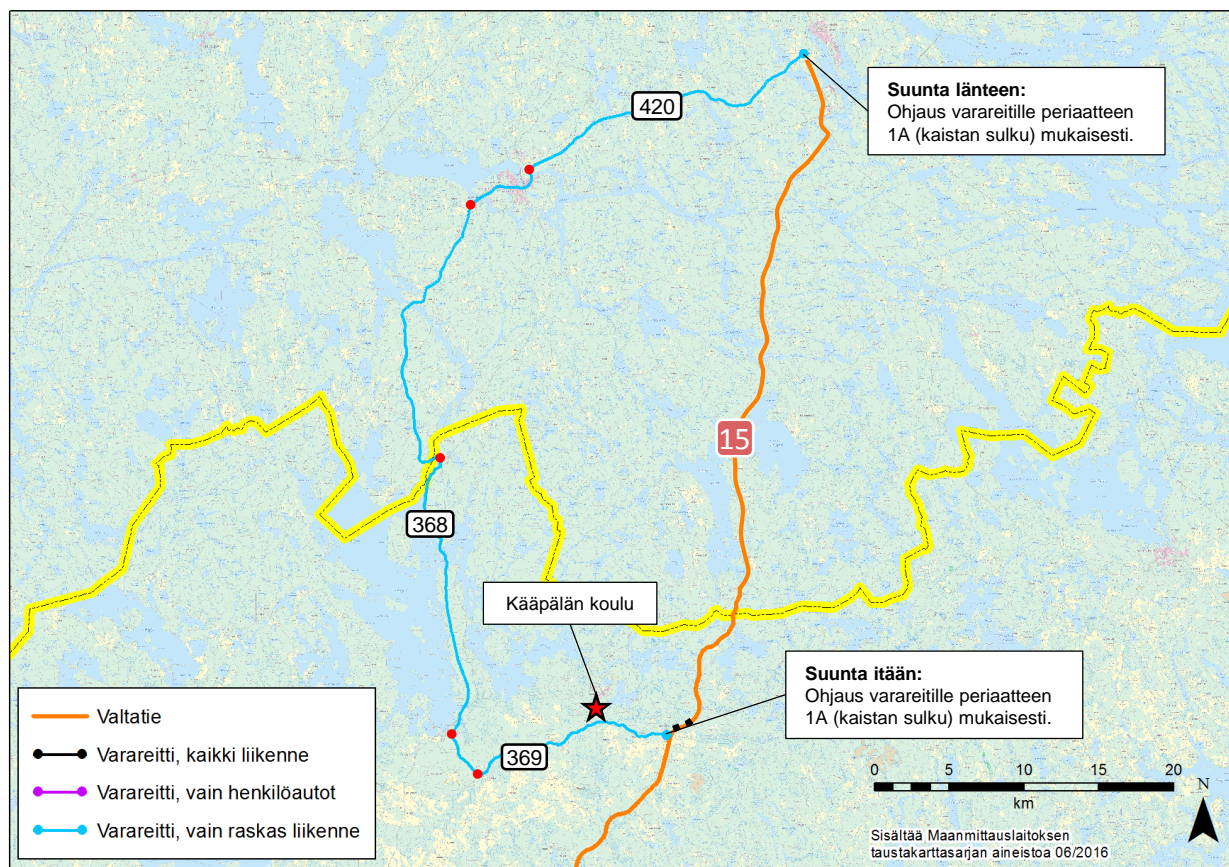 420
Suunta länteen:
Ohjaus varareitille periaatteen
1A (kaistan sulku) mukaisesti.
15
368
Kääpälän koulu
Suunta itään:
Ohjaus varareitille periaatteen
1A (kaistan sulku) mukaisesti.
369
Valtatie
Varareitti, kaikki liikenne
Varareitti, vain henkilöautot
Varareitti, vain raskas liikenne
0 5 10 15 20
km
N
Sisältää Maanmittauslaitoksen
taustakarttasarjan aineistoa 06/2016